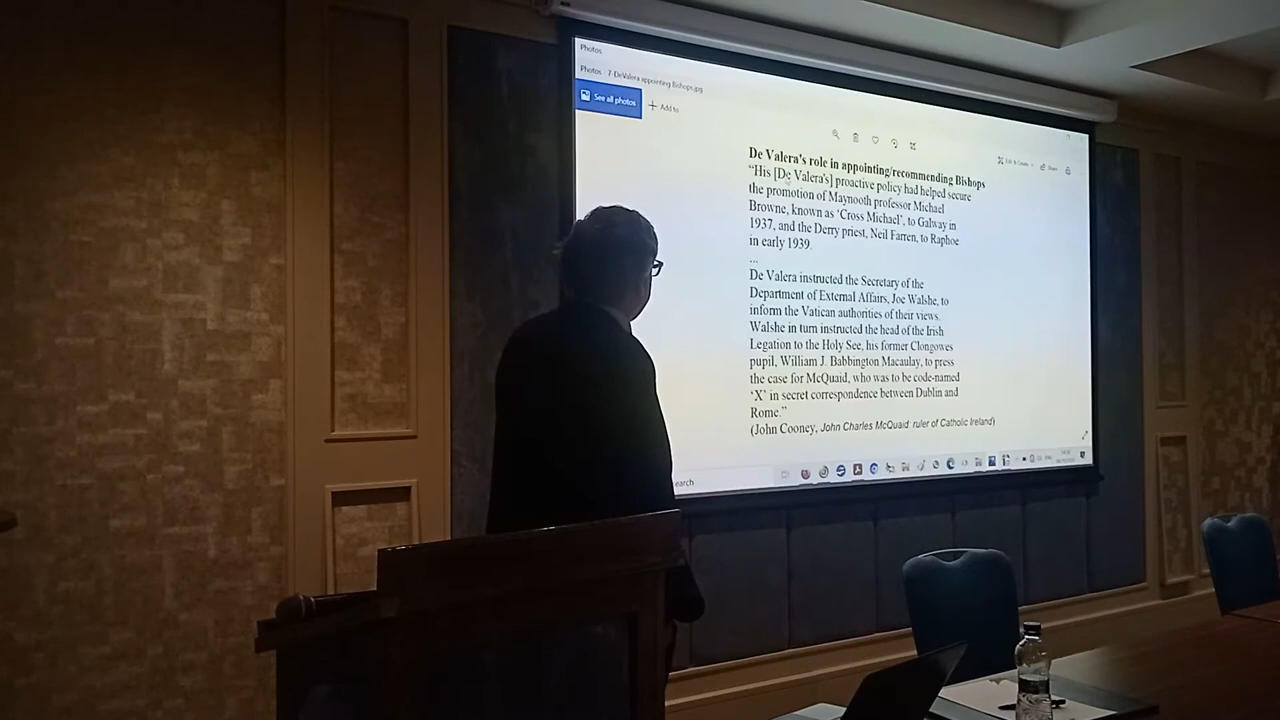 Photos
Photos / 7-DeValera appointing Bishops.jpg
See all photos
+ Add to
Edit & Create
Share
De Valera's role in appointing/recommending Bishops
“His [De Valera's] proactive policy had helped secure
the promotion of Maynooth professor Michael
Browne, known as ‘Cross Michael’, to Galway in
1937, and the Derry priest, Neil Farren, to Raphoe
in early 1939.
...
De Valera instructed the Secretary of the
Department of External Affairs, Joe Walshe, to
inform the Vatican authorities of their views.
Walshe in turn instructed the head of the Irish
Legation to the Holy See, his former Clongowes
pupil, William J. Babbington Macaulay, to press
the case for McQuaid, who was to be code-named
‘X’ in secret correspondence between Dublin and
Rome.”
(John Cooney, John Charles McQuaid: ruler of Catholic Ireland)
earch